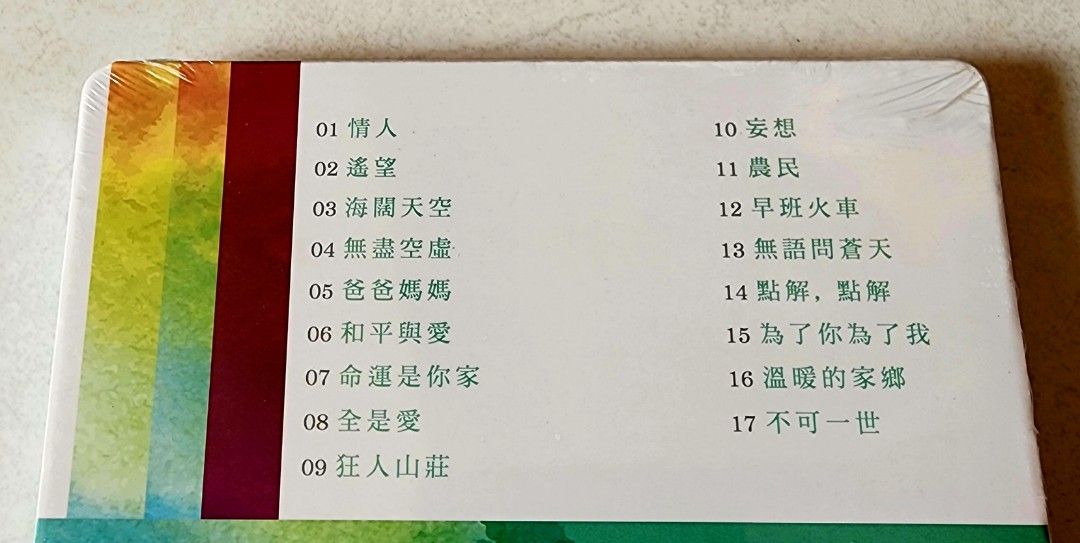 01 情人
02 遙望
03 海闊天空
04 無盡空虛
05 爸爸媽媽
06 和平與愛
07 命運是你家
08 全是愛
09 狂人山莊
10 妄想
11 農民
12 早班火車
13 無語問蒼天
14 點解，點解
15 為了你為了我
16 溫暖的家鄉
17 不可一世